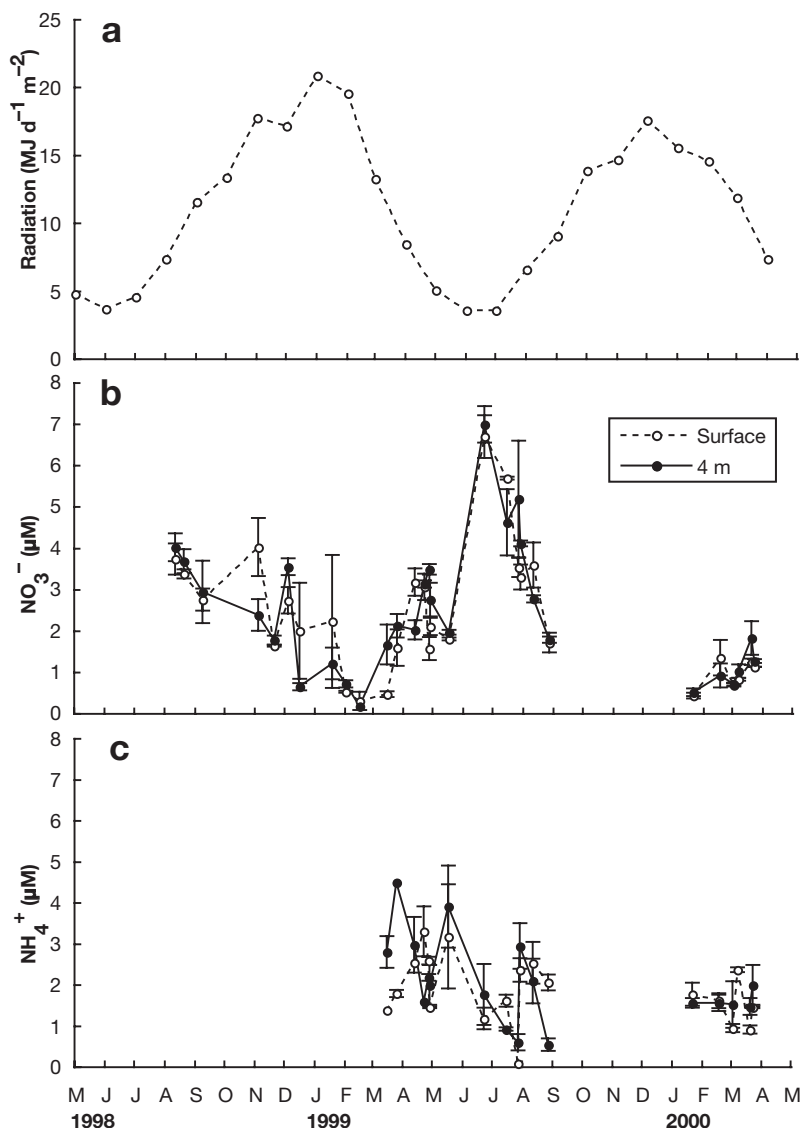 a
Radiation (MJ d⁻¹ m⁻²)
25
20
15
10
5
0
b
NO₃⁻ (µM)
8
7
6
5
4
3
2
1
0
Surface
4 m
M J J A S O N D J F M A M J J A S O N D J F M A M
c
NH₄⁺ (µM)
8
7
6
5
4
3
2
1
0
M J J A S O N D J F M A M J J A S O N D J F M A M
1998 1999 2000